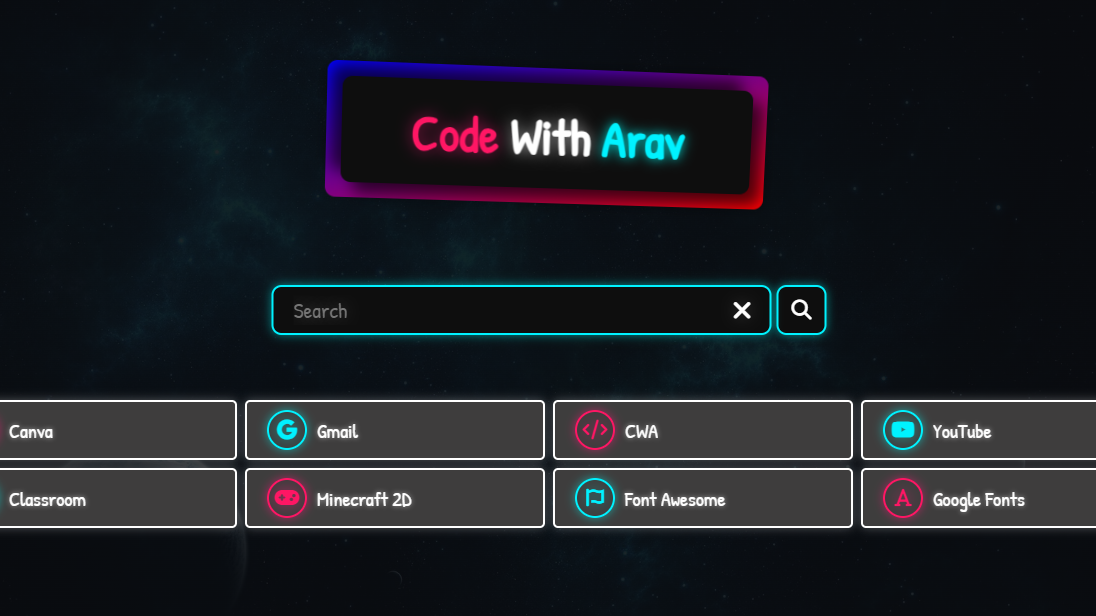 Code With Arav
Search
Canva
Gmail
CWA
YouTube
Classroom
Minecraft 2D
Font Awesome
Google Fonts